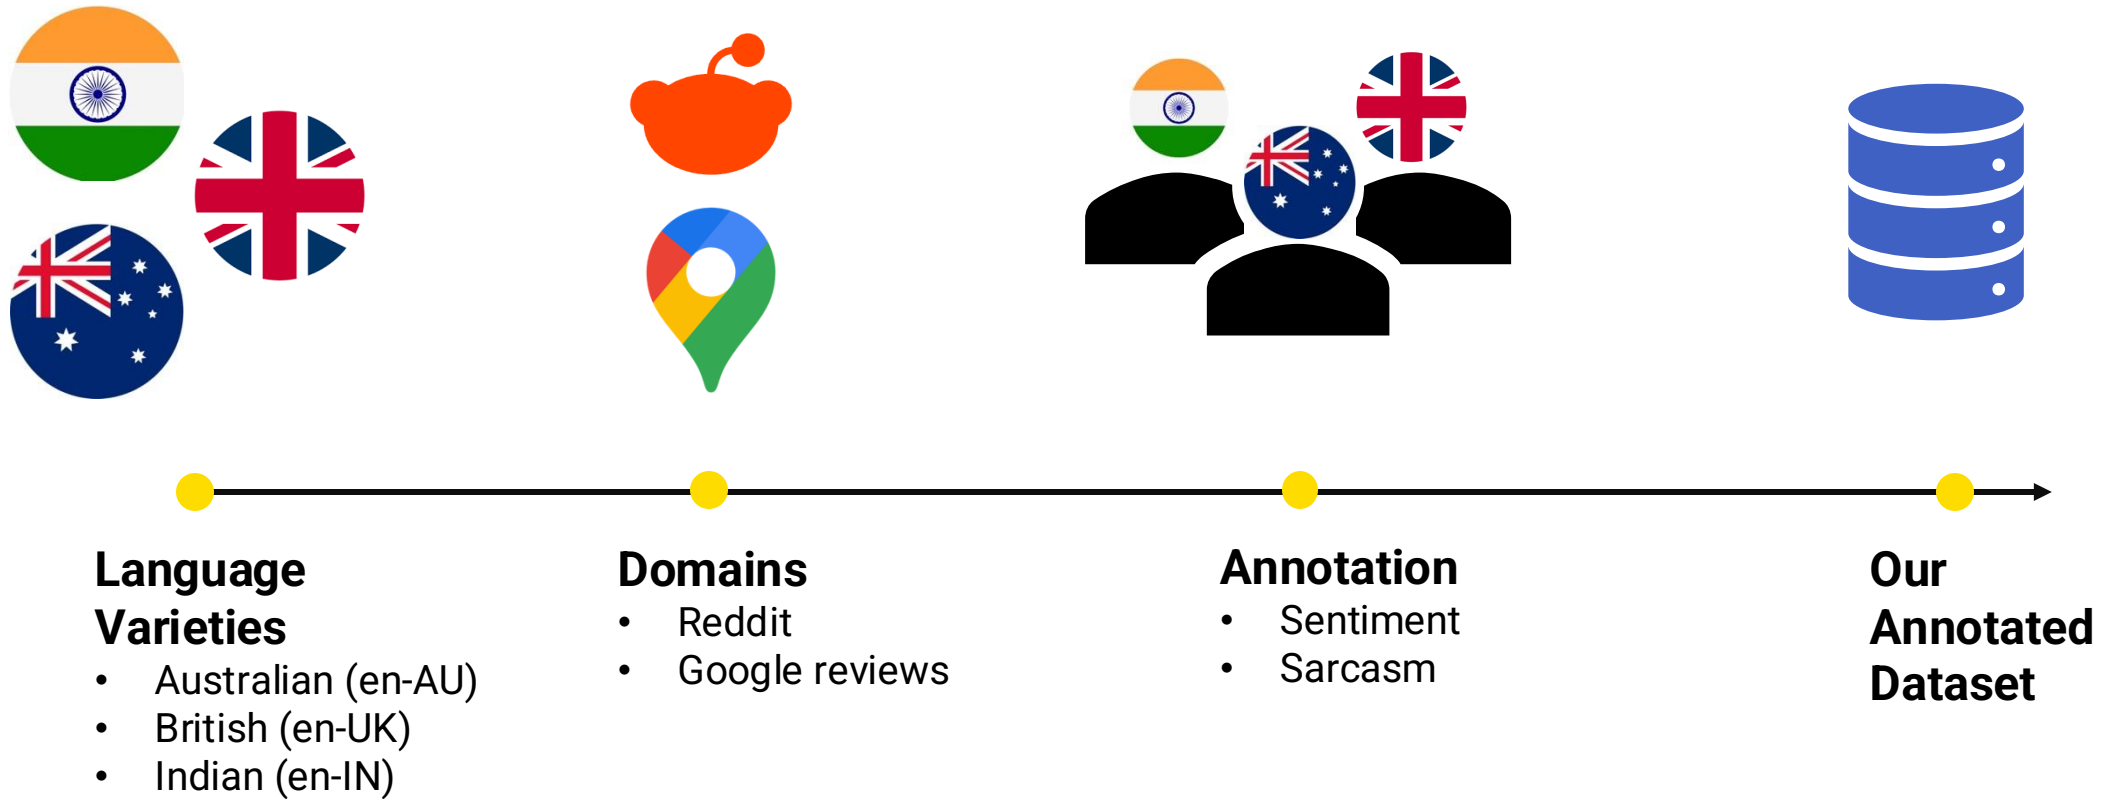 Language
Varieties
• Australian (en-AU)
• British (en-UK)
• Indian (en-IN)
Domains
• Reddit
• Google reviews
Annotation
• Sentiment
• Sarcasm
Our
Annotated
Dataset